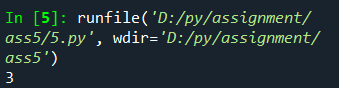 In [5]: runfile('D:/py/assignment/
ass5/5.py', wdir='D:/py/assignment/
ass5')
3